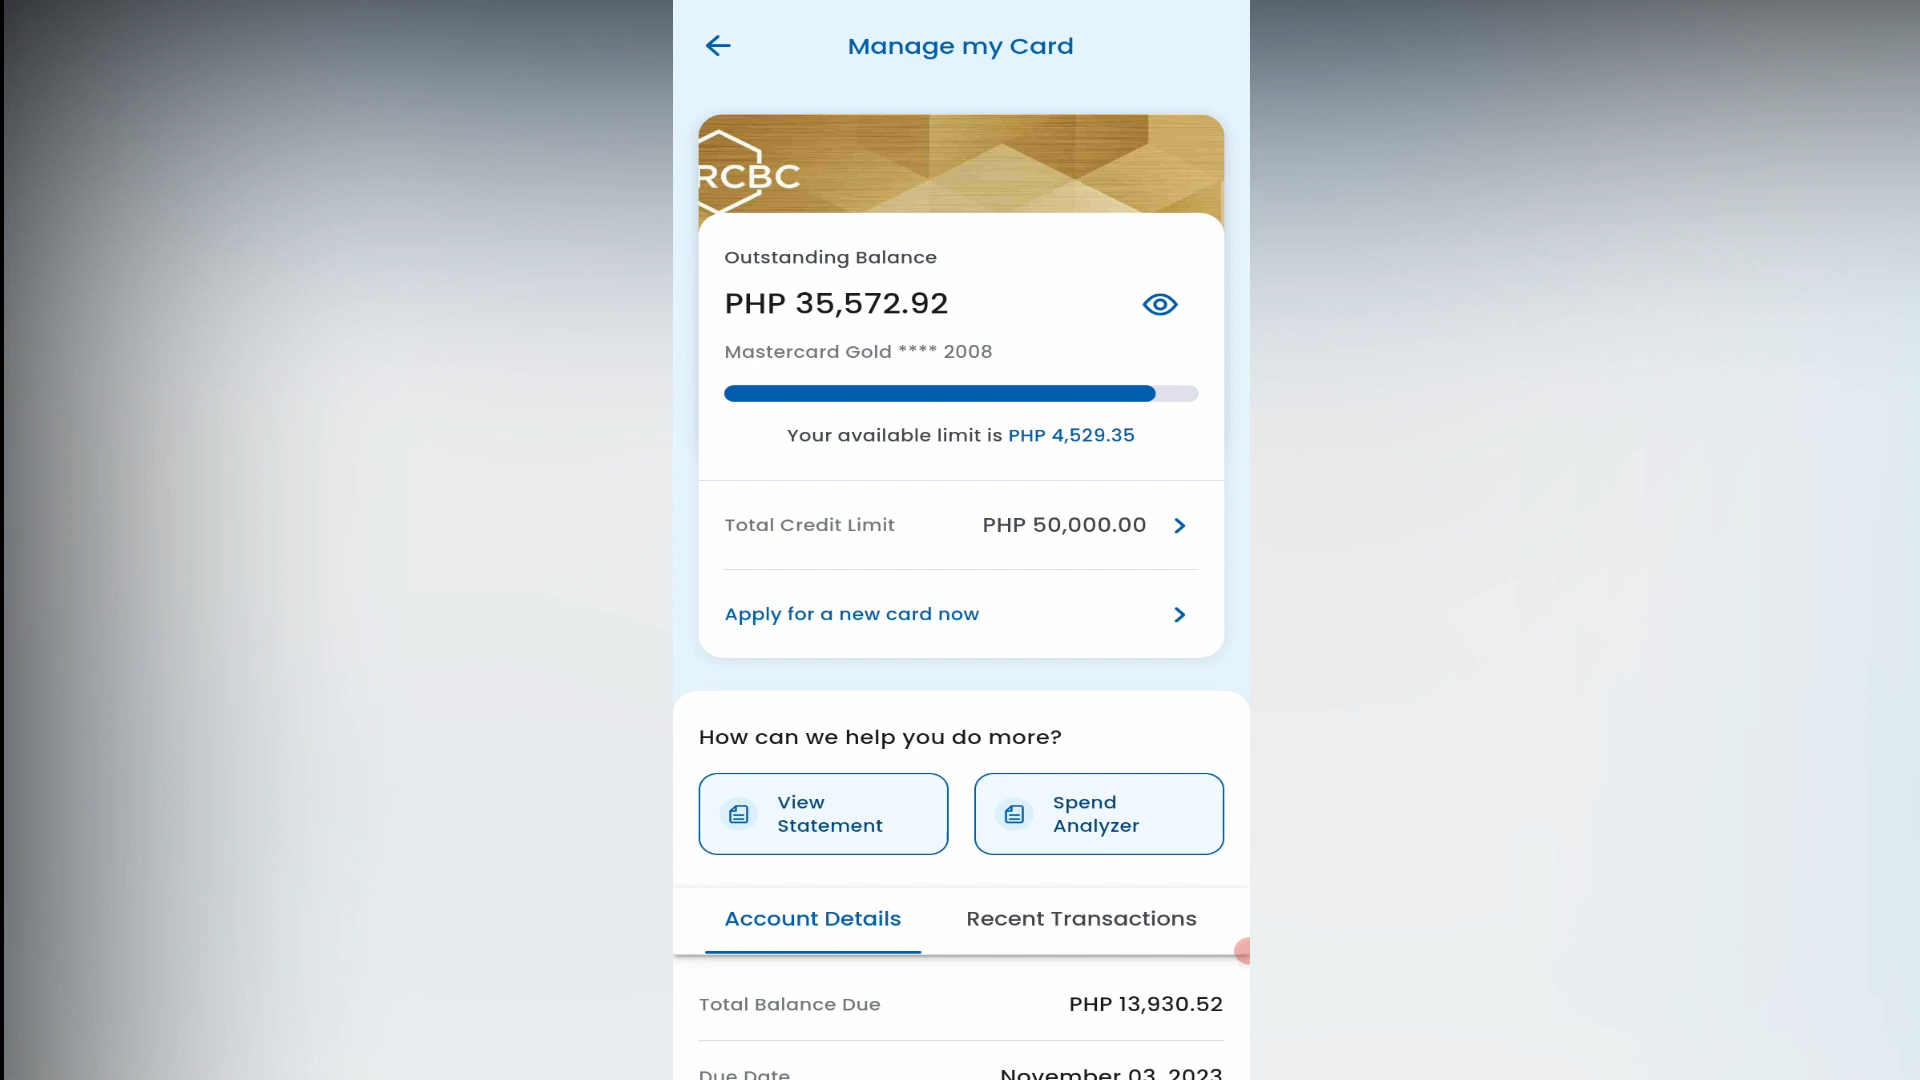 Manage my Card
RCBC
Outstanding Balance
PHP 35,572.92
Mastercard Gold **** 2008
Your available limit is PHP 4,529.35
Total Credit Limit PHP 50,000.00
Apply for a new card now
How can we help you do more?
View
Statement
Spend
Analyzer
Account Details Recent Transactions
Total Balance Due PHP 13,930.52
Due Date November 03, 2023